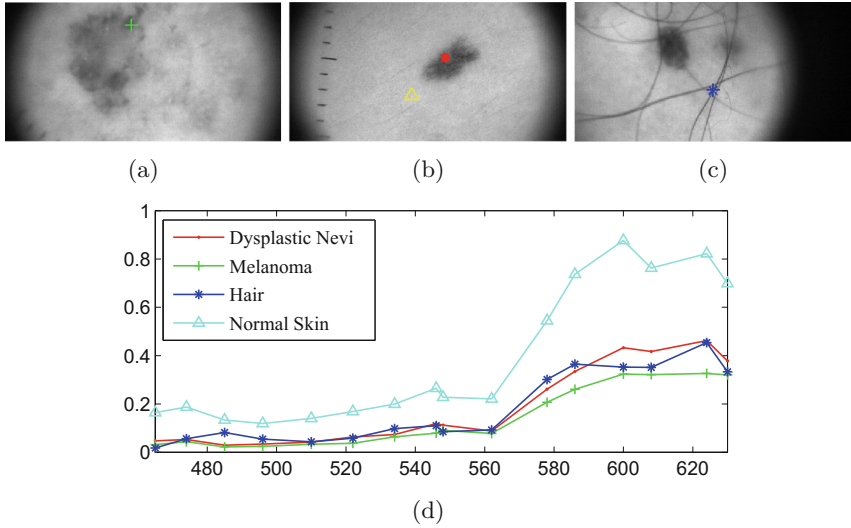 (a)
(b)
(c)
1
0.8
0.6
0.4
0.2
0
Dysplastic Nevi
Melanoma
Hair
Normal Skin
480 500 520 540 560 580 600 620
(d)